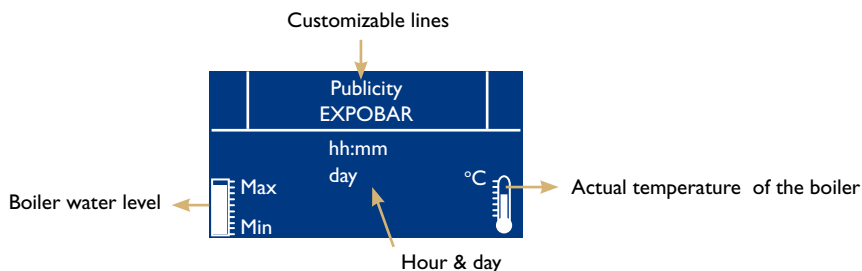 Customizable lines
Publicity
EXPOBAR
hh:mm
day
°C
Max
Min
Boiler water level
Actual temperature of the boiler
Hour & day